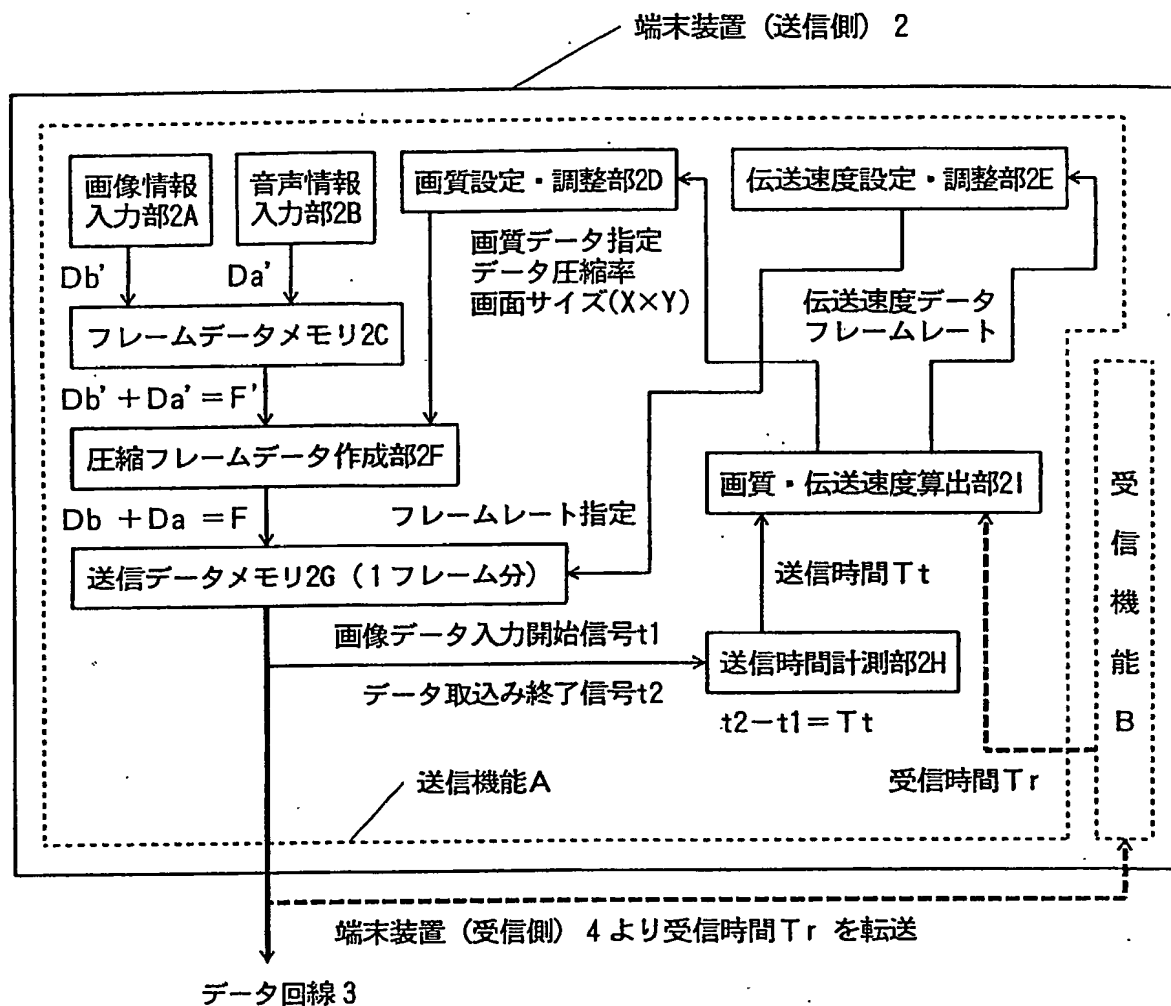 端末装置（送信側）2
画像情報
入力部2A
音声情報
入力部2B
画質設定・調整部2D
伝送速度設定・調整部2E
Db'
Da'
画質データ指定
データ圧縮率
画面サイズ(X×Y)
伝送速度データ
フレームレート
フレームデータメモリ2C
Db'+Da'=F'
圧縮フレームデータ作成部2F
画質・伝送速度算出部2I
Db+Da=F
フレームレート指定
送信データメモリ2G（1フレーム分）
送信時間Tt
画像データ入力開始信号t1
送信時間計測部2H
データ取込み終了信号t2
t2-t1=Tt
受信機能B
受信時間Tr
送信機能A
端末装置（受信側）4より受信時間Trを転送
データ回線3